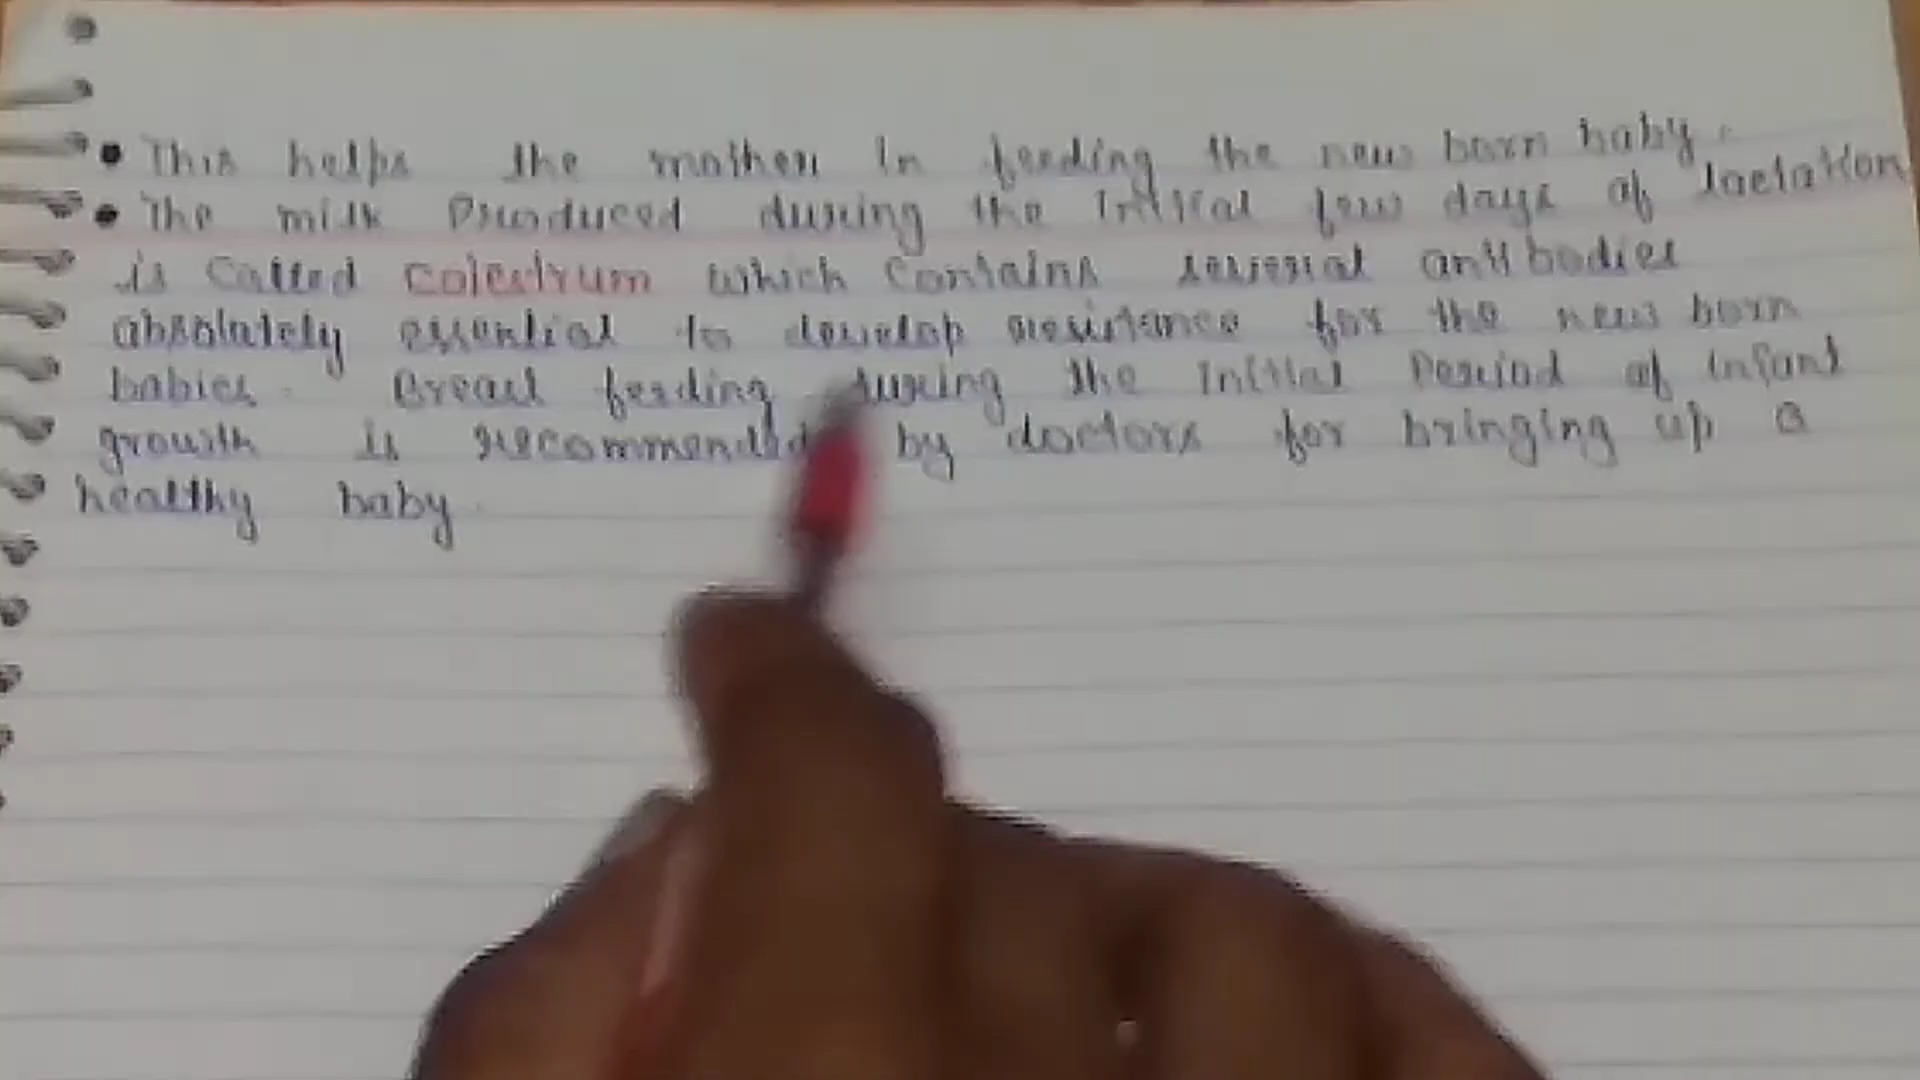 • This helps the mother in feeding the new born baby.
• The milk Produced during the Initial few days of lactation
is Called colestrum which Contains several antibodies
absolutely essential to develop resistance for the new born
babies. Breast feeding during the Initial Period of infant
growth is recommended by doctors for bringing up a
healthy baby.